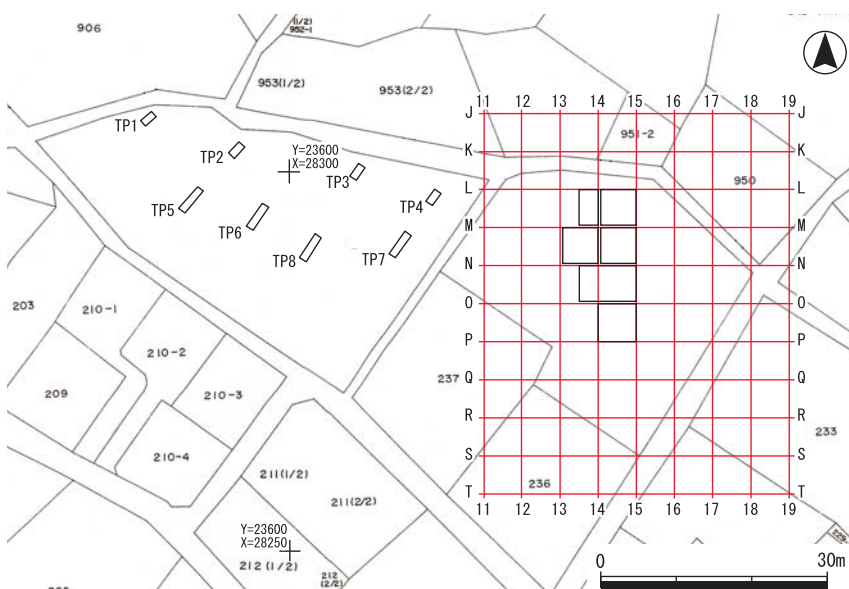 906
(1/2)
952-1
953(1/2)
953(2/2)
11 12 13 14 15 16 17 18 19
J J
951-2
TP1
TP2
Y=23600
X=28300
K K
TP3
950
L L
TP4
TP5
TP6
M M
TP8
TP7
N N
203
210-1
O O
210-2
P P
237
Q Q
209
210-3
R R
233
210-4
S S
211(1/2)
236
211(2/2)
T T
11 12 13 14 15 16 17 18 19
Y=23600
X=28250
212(1/2)
212
(2/2)
0 30m